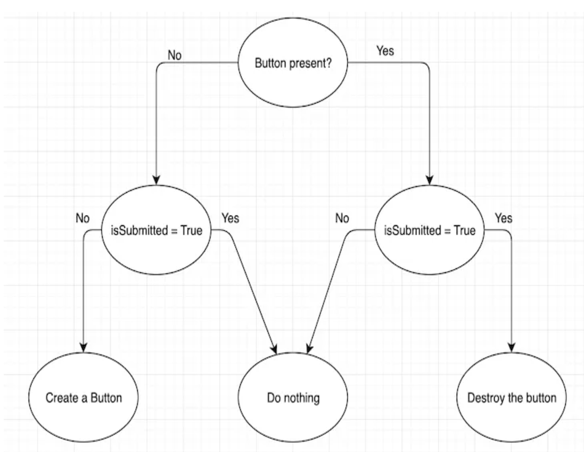 No
Yes
Button present?
No
isSubmitted = True
Yes
No
isSubmitted = True
Yes
Create a Button
Do nothing
Destroy the button